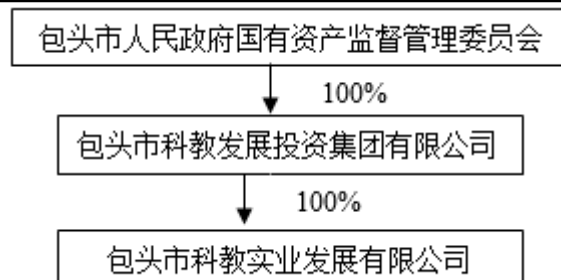 包头市人民政府国有资产监督管理委员会
100%
包头市科教发展投资集团有限公司
100%
包头市科教实业发展有限公司